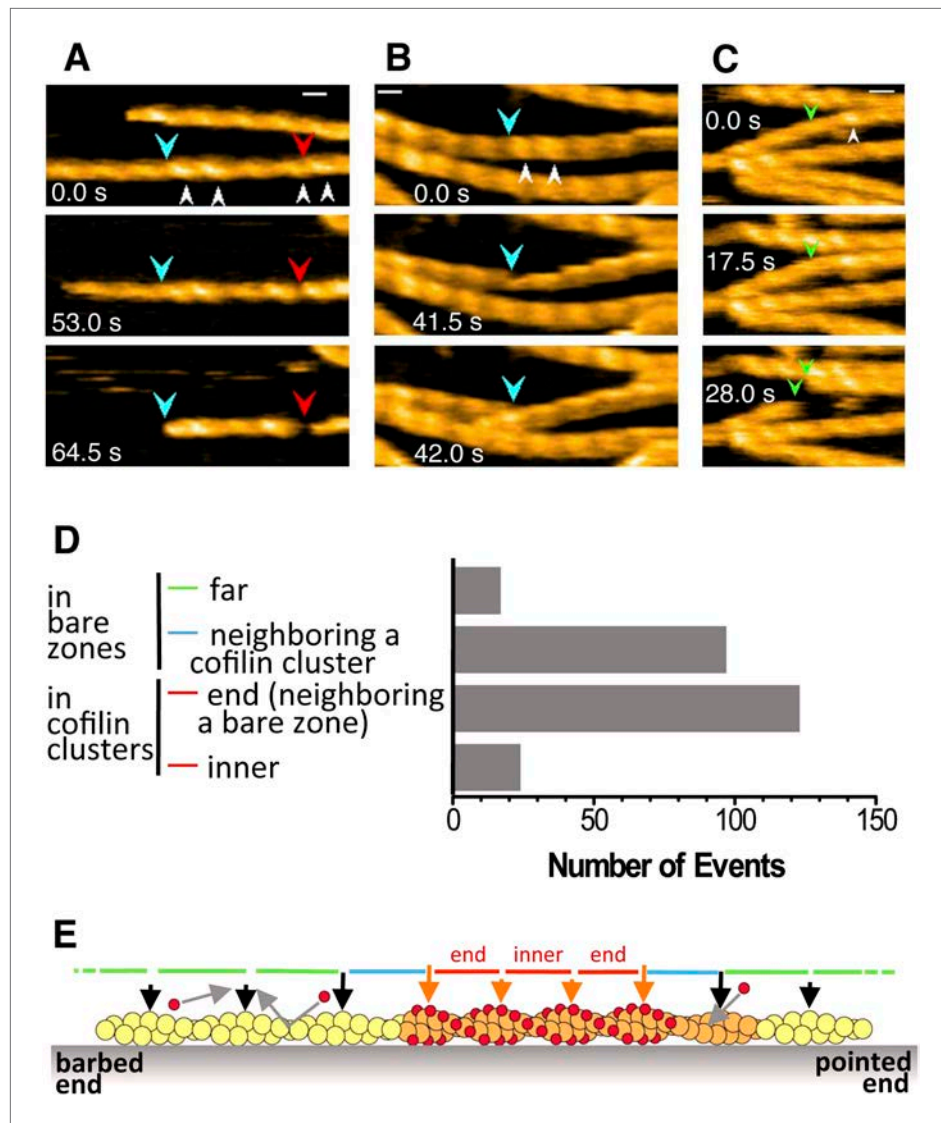 A
B
C
0.0 s
53.0 s
64.5 s
0.0 s
41.5 s
42.0 s
0.0 s
17.5 s
28.0 s
D
in
bare
zones
far
neighboring a
cofilin cluster
in
cofilin
clusters
end (neighboring
a bare zone)
inner
0
50
100
150
Number of Events
E
end
inner
end
barbed
end
pointed
end